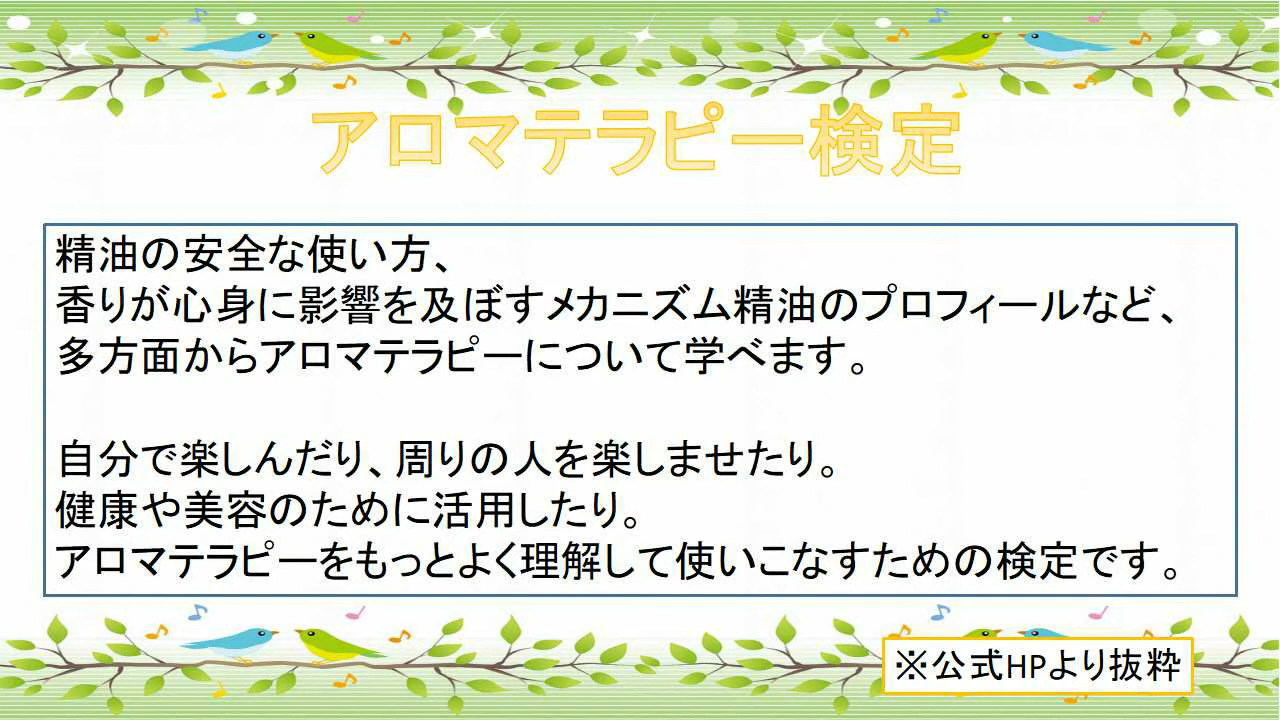 アロマテラピー検定
精油の安全な使い方、
香りが心身に影響を及ぼすメカニズム精油のプロフィールなど、
多方面からアロマテラピーについて学べます。
自分で楽しんだり、周りの人を楽しませたり。
健康や美容のために活用したり。
アロマテラピーをもっとよく理解して使いこなすための検定です。
※公式HPより抜粋